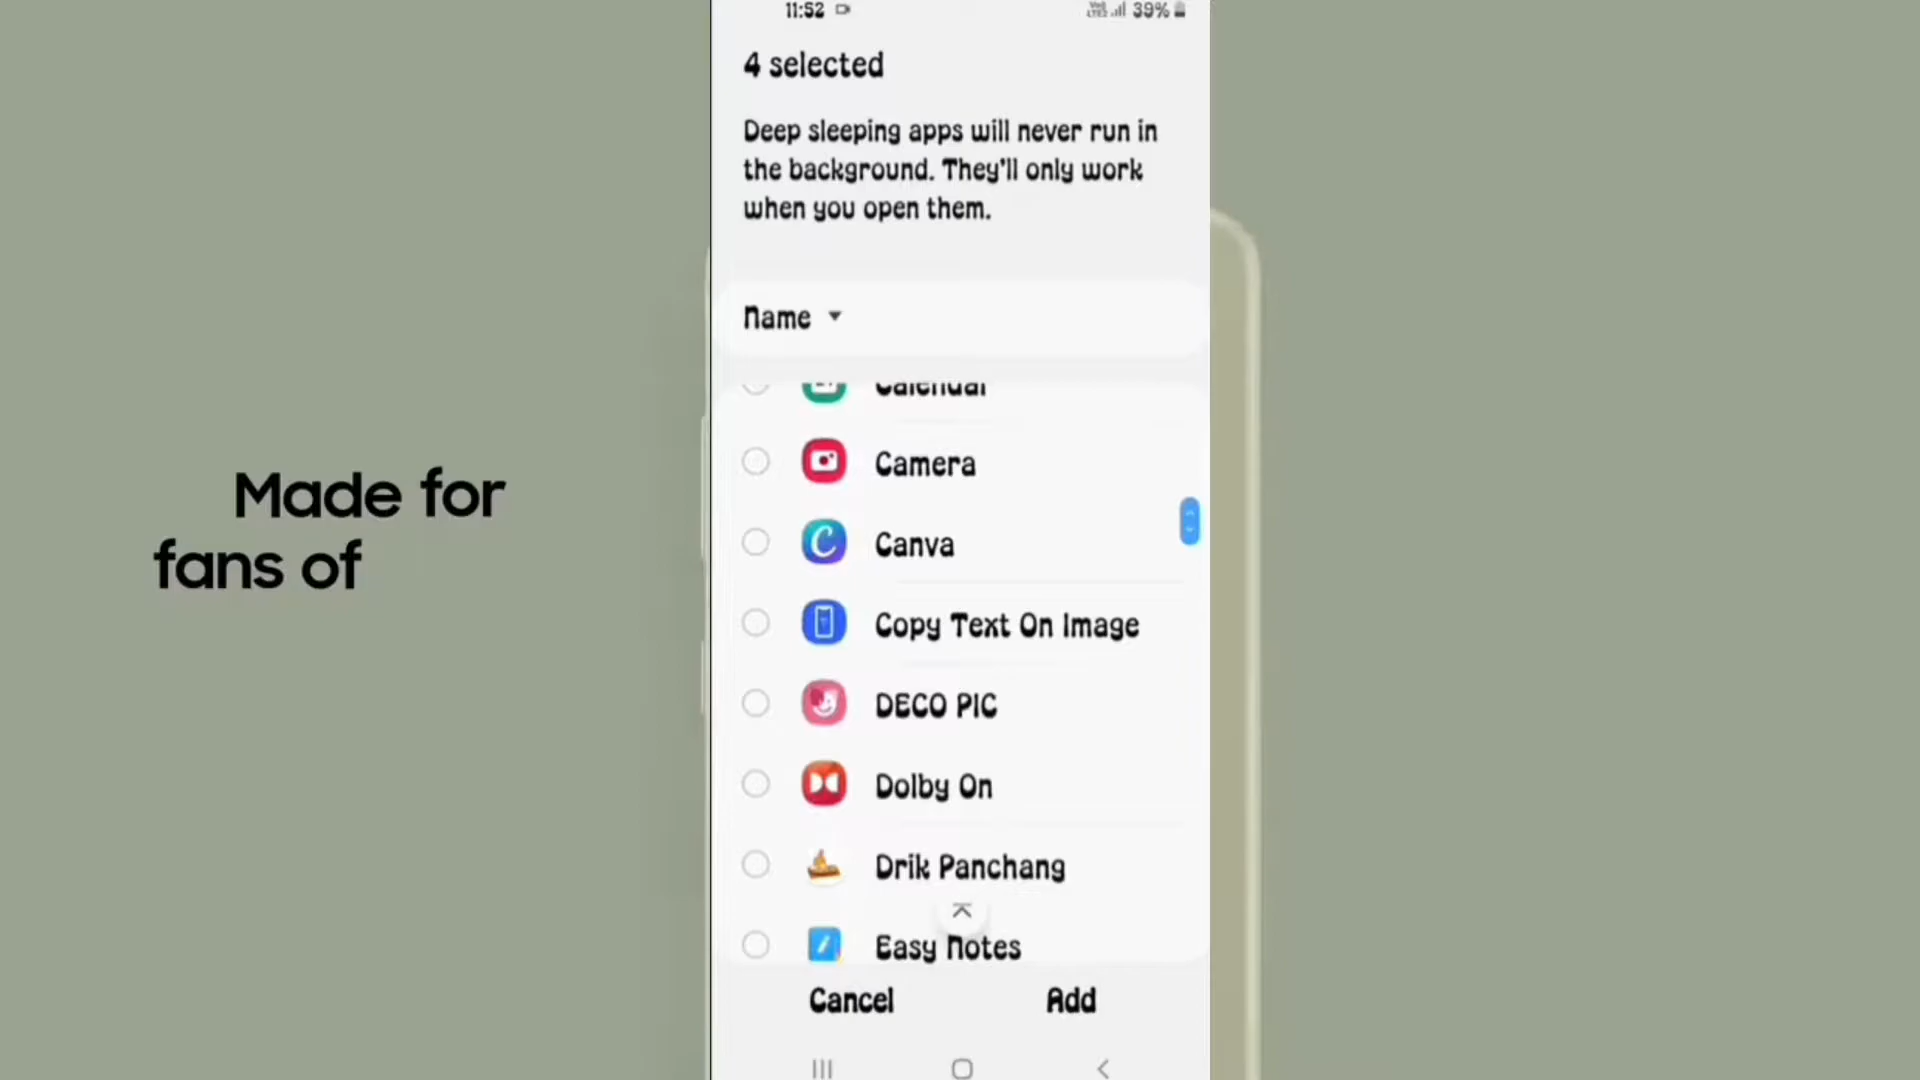 11:52
39%
4 selected
Deep sleeping apps will never run in
the background. They'll only work
when you open them.
Name
Calendar
Camera
Canva
Copy Text On Image
DECO PIC
Dolby On
Drik Panchang
Easy Notes
Cancel
Add
Made for
fans of